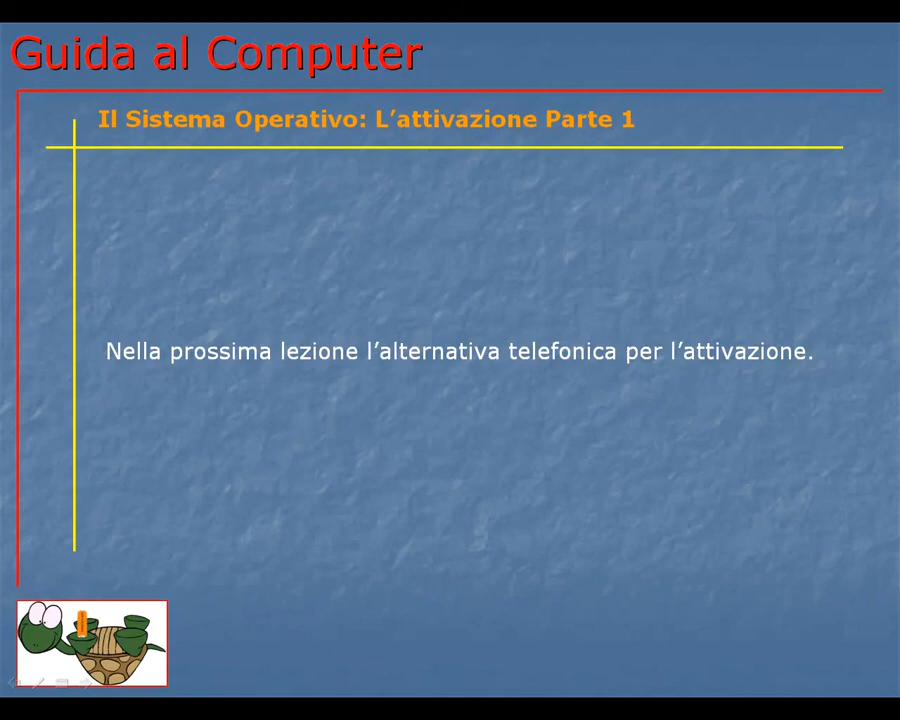 Guida al Computer
Il Sistema Operativo: L’attivazione Parte 1
Nella prossima lezione l’alternativa telefonica per l’attivazione.